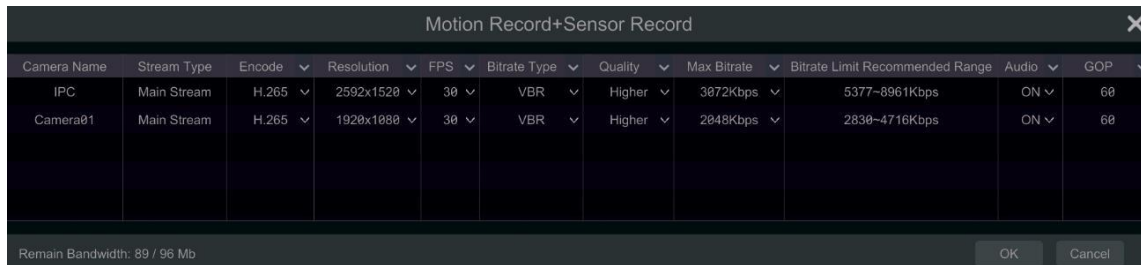 Motion Record+Sensor Record
Camera Name Stream Type Encode Resolution FPS Bitrate Type Quality Max Bitrate Bitrate Limit Recommended Range Audio GOP
IPC Main Stream H.265 2592x1520 30 VBR Higher 3072Kbps 5377~8961Kbps ON 60
Camera01 Main Stream H.265 1920x1080 30 VBR Higher 2048Kbps 2830~4716Kbps ON 60
Remain Bandwidth: 89 / 96 Mb OK Cancel